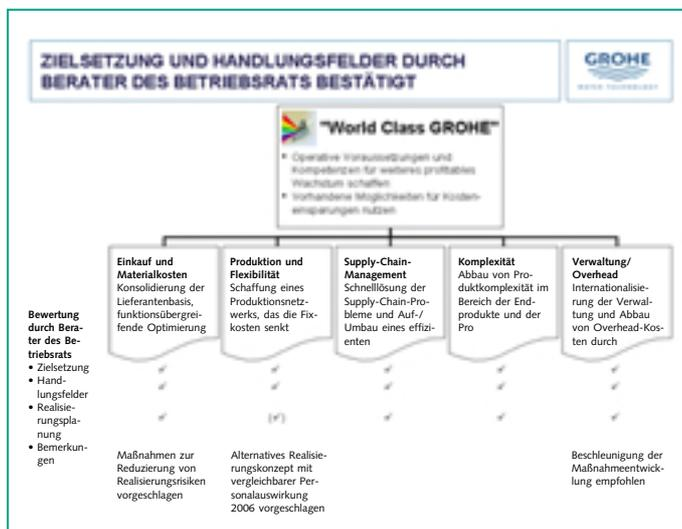 ZIELSETZUNG UND HANDLUNGSFELDER DURCH
BERATER DES BETRIEBSRATS BESTÄTIGT
GROHE
WATER TECHNOLOGY
"World Class GROHE"
• Operative Voraussetzungen und
Kompetenzen für weiteres profitables
Wachstum schaffen
• Vorhandene Möglichkeiten für Kosten-
einsparungen nutzen
Einkauf und
Materialkosten
Konsolidierung der
Lieferantenbasis,
funktionsübergrei-
fende Optimierung
Produktion und
Flexibilität
Schaffung eines
Produktionsnetz-
werks, das die Fix-
kosten senkt
Supply-Chain-
Management
Schnelllösung der
Supply-Chain-Pro-
bleme und Auf-/
Umbau eines effizi-
enten
Komplexität
Abbau von Pro-
duktkomplexität im
Bereich der End-
produkte und der
Pro
Verwaltung/
Overhead
Internationalisie-
rung der Verwal-
tung und Abbau
von Overhead-Kos-
ten durch
Bewertung
durch Bera-
ter des Be-
triebsrats
• Zielsetzung
• Hand-
lungsfelder
• Realisie-
rungspla-
nung
• Bemerkun-
gen
✓ ✓ ✓ ✓ ✓
✓ ✓ ✓ ✓ ✓
✓ (✓) ✓ ✓ ✓
Maßnahmen zur
Reduzierung von
Realisierungsrisiken
vorgeschlagen
Alternatives Realisie-
rungskonzept mit
vergleichbarer Per-
sonalauswirkung
2006 vorgeschlagen
Beschleunigung der
Maßnahmeentwick-
lung empfohlen